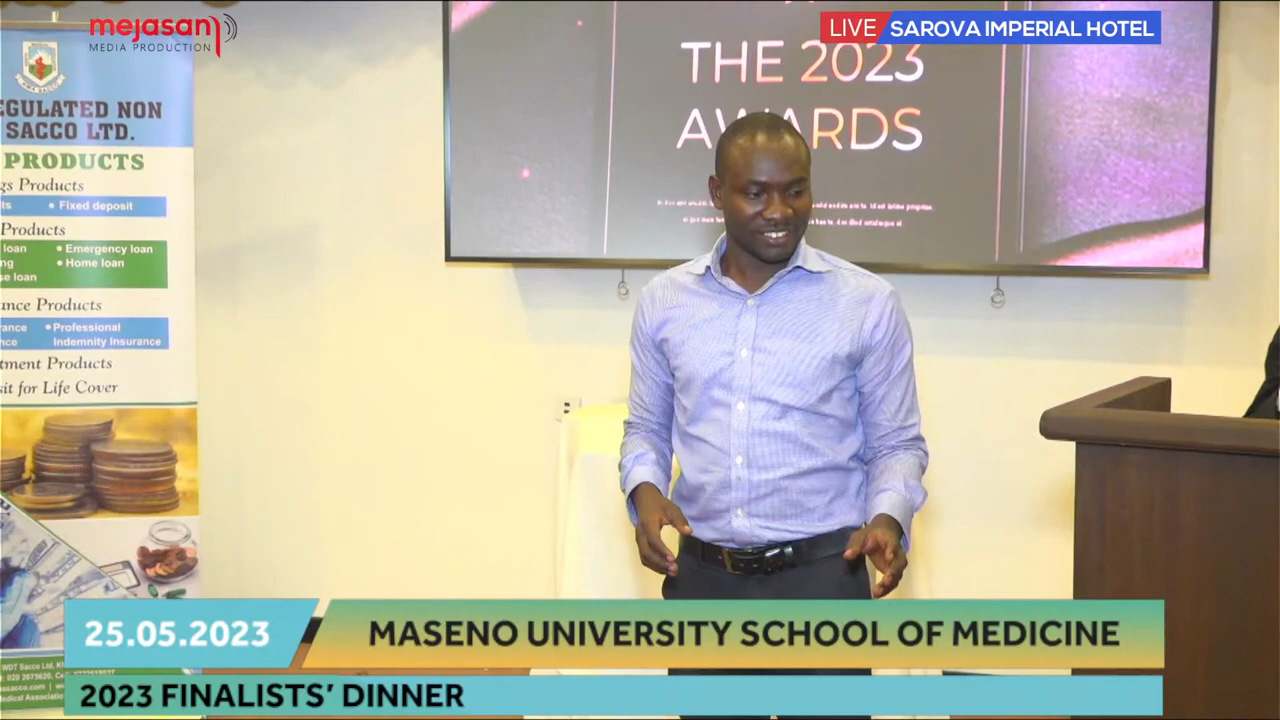 mejasan
MEDIA PRODUCTION
LIVE SAROVA IMPERIAL HOTEL
THE 2023
AWARDS
EGULATED NON
SACCO LTD.
PRODUCTS
gs Products
ts • Fixed deposit
Products
loan • Emergency loan
ng • Home loan
se loan
ance Products
rance • Professional
nce Indemnity Insurance
tment Products
sit for Life Cover
25.05.2023 MASENO UNIVERSITY SCHOOL OF MEDICINE
2023 FINALISTS' DINNER